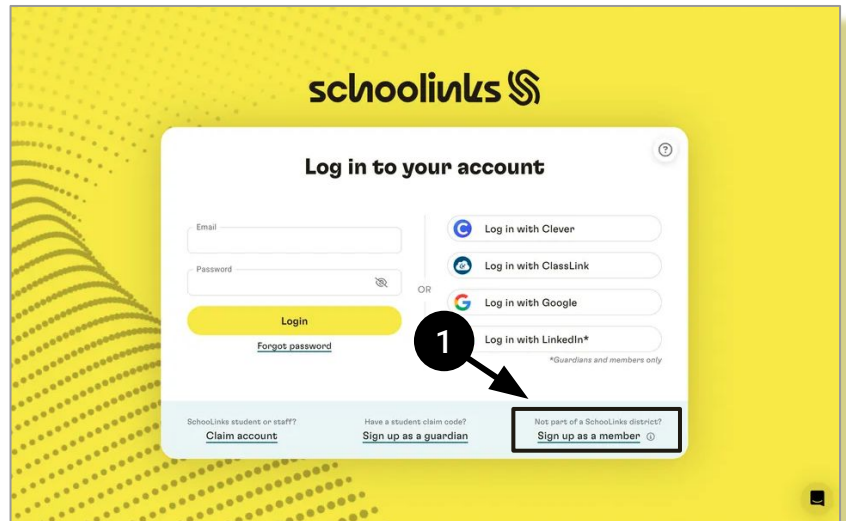 schoolinks
Log in to your account
?
Email
Password
Login
Forgot password
OR
Log in with Clever
Log in with ClassLink
Log in with Google
Log in with LinkedIn*
*Guardians and members only
1
SchooLinks student or staff?
Claim account
Have a student claim code?
Sign up as a guardian
Not part of a SchooLinks district?
Sign up as a member